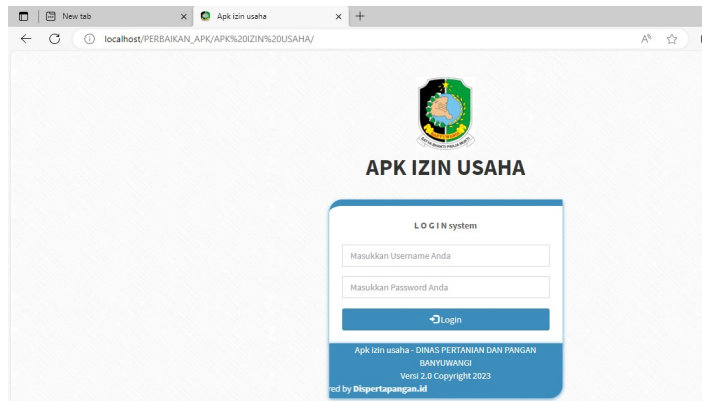 New tab
Apk izin usaha
localhost/PERBAIKAN_APK/APK%20IZIN%20USAHA/
APK IZIN USAHA
L O G I N system
Masukkan Username Anda
Masukkan Password Anda
Login
Apk izin usaha - DINAS PERTANIAN DAN PANGAN
BANYUWANGI
Versi 2.0 Copyright 2023
red by Dispertapangan.id